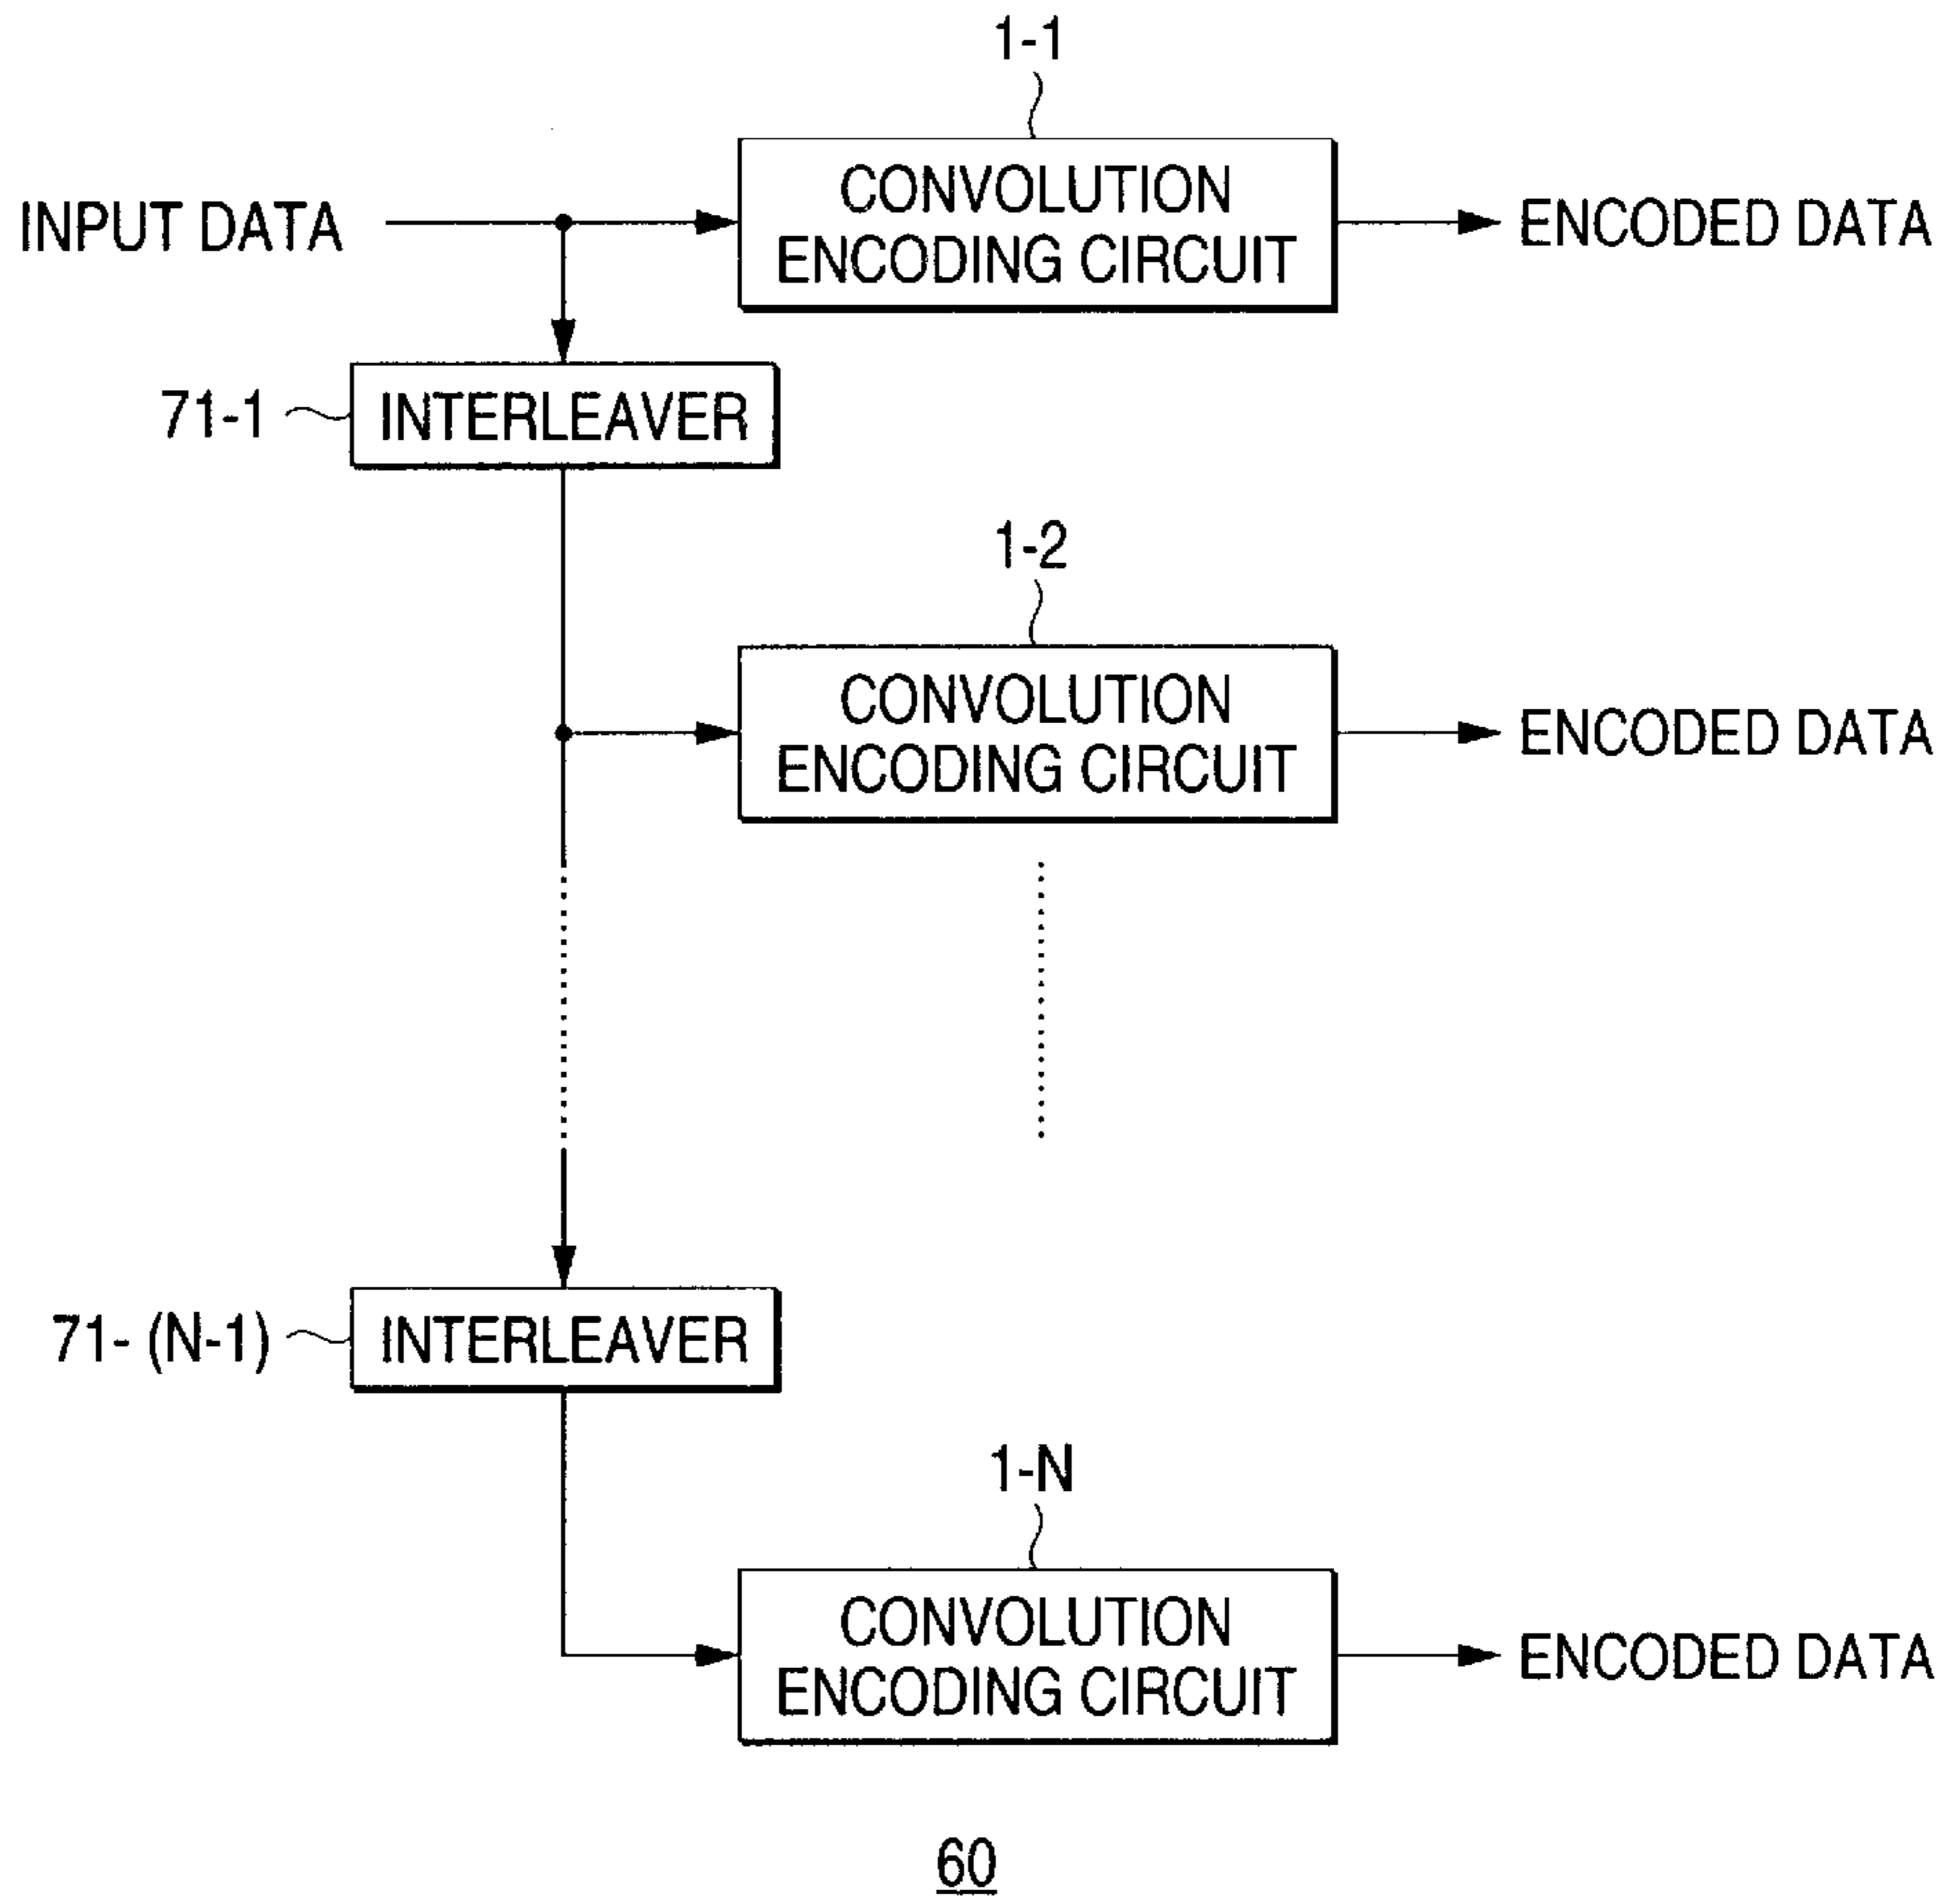 1-1
INPUT DATA
CONVOLUTION
ENCODING CIRCUIT
ENCODED DATA
71-1
INTERLEAVER
1-2
CONVOLUTION
ENCODING CIRCUIT
ENCODED DATA
71- (N-1)
INTERLEAVER
1-N
CONVOLUTION
ENCODING CIRCUIT
ENCODED DATA
60